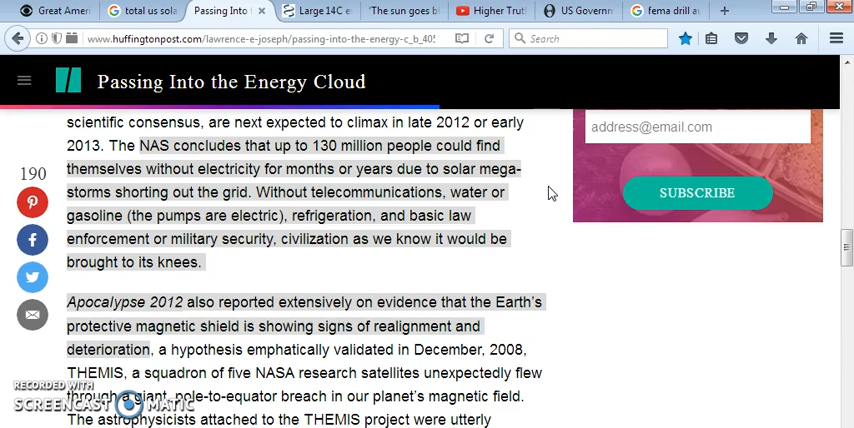 Great Ameri
total us sola
Passing Into t
Large 14C e
'The sun goes b
Higher Trut
US Governm
fema drill au
www.huffingtonpost.com/lawrence-e-joseph/passing-into-the-energy-c_b_405
Search
Passing Into the Energy Cloud
scientific consensus, are next expected to climax in late 2012 or early
2013. The NAS concludes that up to 130 million people could find
themselves without electricity for months or years due to solar mega-
storms shorting out the grid. Without telecommunications, water or
gasoline (the pumps are electric), refrigeration, and basic law
enforcement or military security, civilization as we know it would be
brought to its knees.
Apocalypse 2012 also reported extensively on evidence that the Earth's
protective magnetic shield is showing signs of realignment and
deterioration, a hypothesis emphatically validated in December, 2008,
THEMIS, a squadron of five NASA research satellites unexpectedly flew
through a giant, pole-to-equator breach in our planet's magnetic field.
The astrophysicists attached to the THEMIS project were utterly
190
address@email.com
SUBSCRIBE
RECORDED WITH
SCREENCAST MATIC